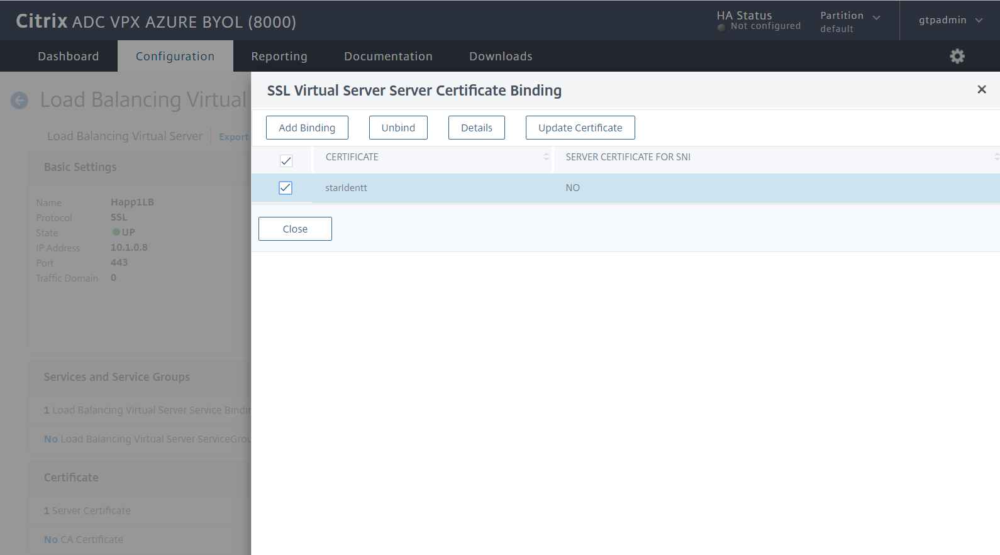 Citrix ADC VPX AZURE BYOL (8000)
HA Status
Not configured
Partition
default
gtpadmin
Dashboard
Configuration
Reporting
Documentation
Downloads
Load Balancing Virtual
Load Balancing Virtual Server
Export
Basic Settings
Name Happ1LB
Protocol SSL
State UP
IP Address 10.1.0.8
Port 443
Traffic Domain 0
Services and Service Groups
1 Load Balancing Virtual Server Service Bindin
No Load Balancing Virtual Server ServiceGrou
Certificate
1 Server Certificate
No CA Certificate
SSL Virtual Server Server Certificate Binding
Add Binding
Unbind
Details
Update Certificate
CERTIFICATE
SERVER CERTIFICATE FOR SNI
starIdentt
NO
Close